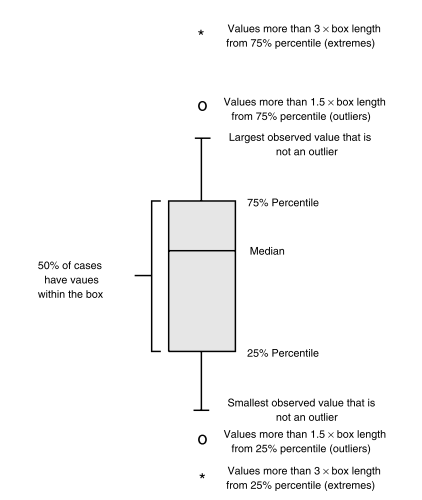 * Values more than 3 × box length
from 75% percentile (extremes)
o Values more than 1.5 × box length
from 75% percentile (outliers)
Largest observed value that is
not an outlier
75% Percentile
Median
50% of cases
have vaues
within the box
25% Percentile
Smallest observed value that is
not an outlier
o Values more than 1.5 × box length
from 25% percentile (outliers)
* Values more than 3 × box length
from 25% percentile (extremes)